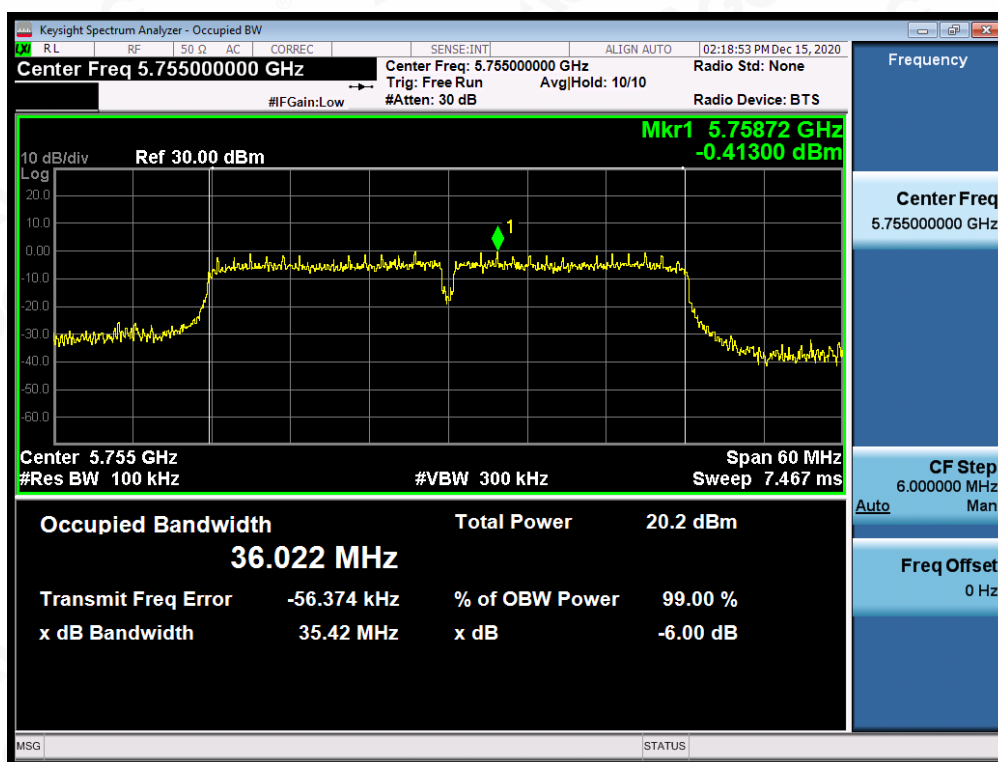 Keysight Spectrum Analyzer - Occupied BW
LXI RL RF 50 Ω AC CORREC SENSE:INT ALIGN AUTO 02:18:53 PM Dec 15, 2020
Center Freq 5.755000000 GHz
Center Freq: 5.755000000 GHz
Radio Std: None
Trig: Free Run Avg|Hold: 10/10
#IFGain:Low
#Atten: 30 dB
Radio Device: BTS
Mkr1 5.75872 GHz
-0.41300 dBm
10 dB/div Ref 30.00 dBm
Log
20.0
10.0
0.00
-10.0
-20.0
-30.0
-40.0
-50.0
-60.0
1
Center 5.755 GHz Span 60 MHz
#Res BW 100 kHz #VBW 300 kHz Sweep 7.467 ms
Occupied Bandwidth Total Power 20.2 dBm
36.022 MHz
Transmit Freq Error -56.374 kHz % of OBW Power 99.00 %
x dB Bandwidth 35.42 MHz x dB -6.00 dB
MSG STATUS
Frequency
Center Freq
5.755000000 GHz
CF Step
6.000000 MHz
Auto Man
Freq Offset
0 Hz